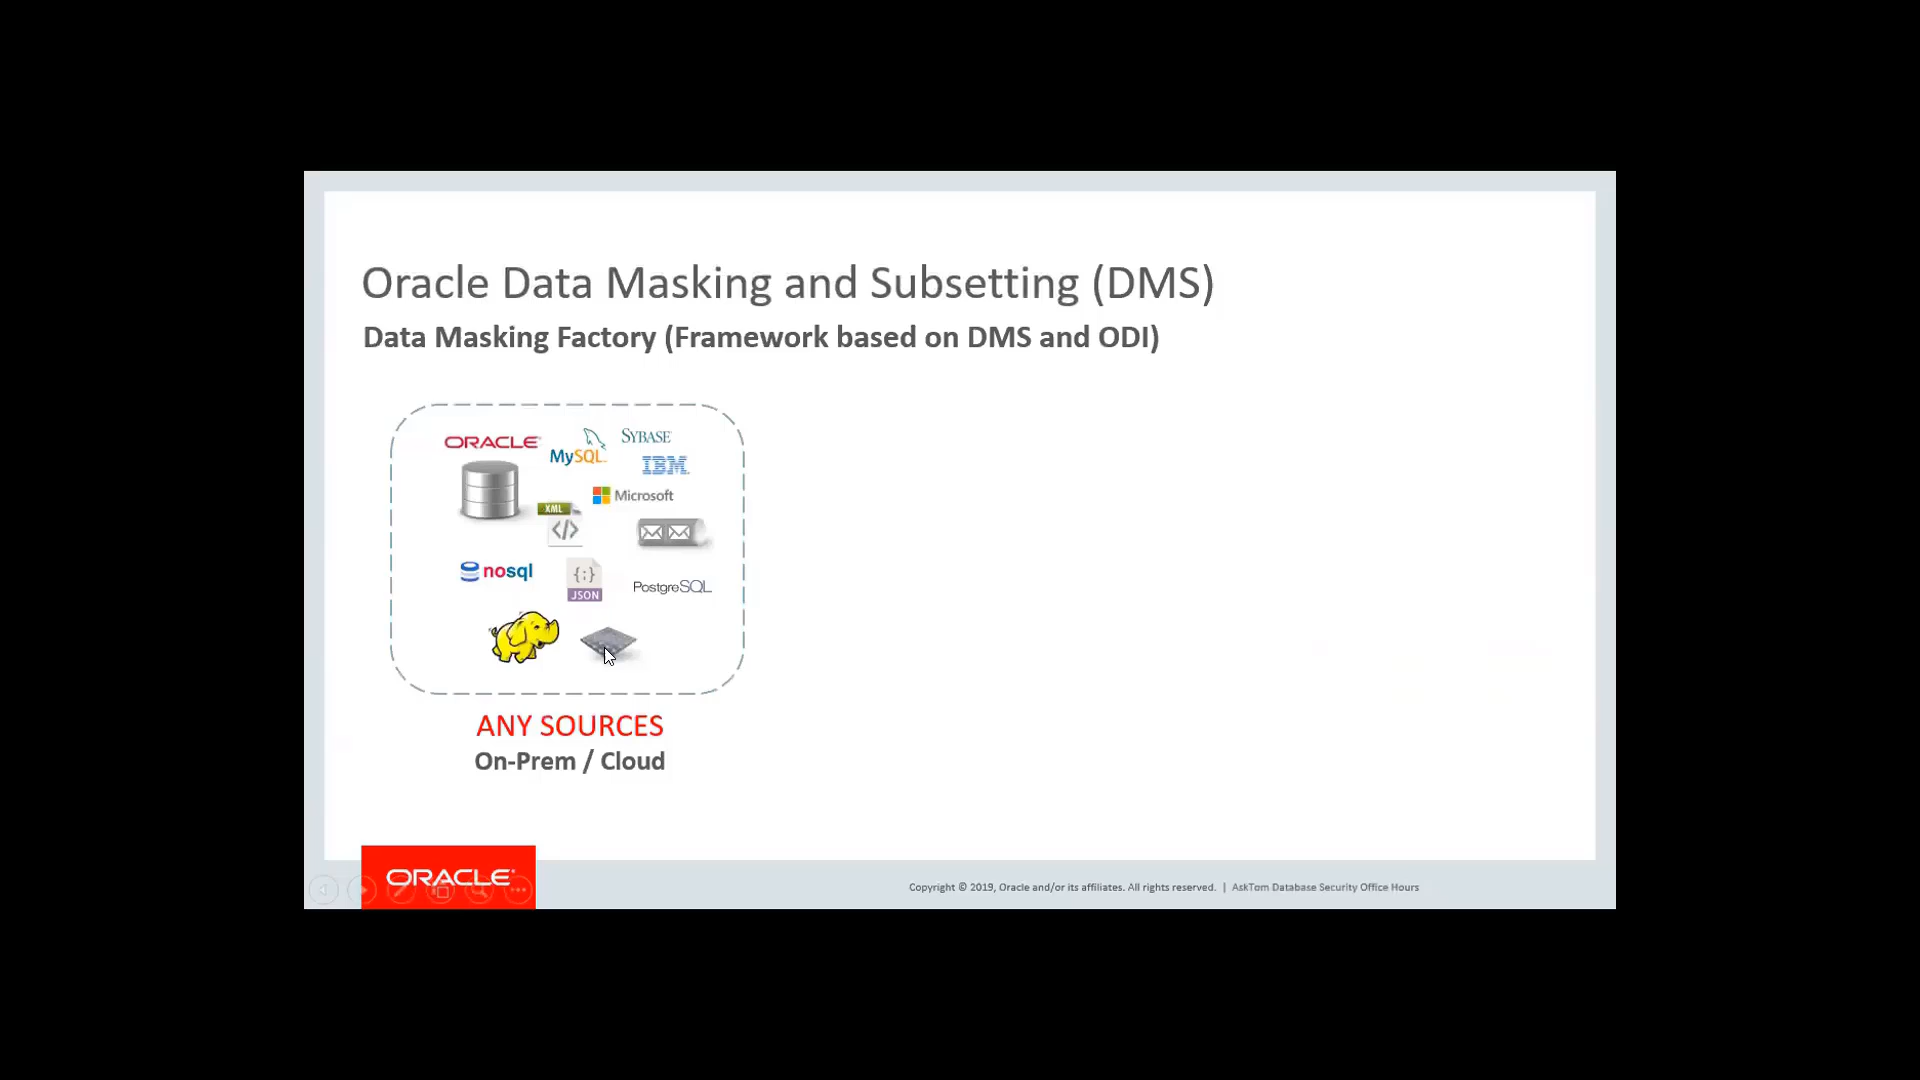 Oracle Data Masking and Subsetting (DMS)
Data Masking Factory (Framework based on DMS and ODI)
ORACLE
MySQL
SYBASE
IBM
Microsoft
XML
</>
nosql
{:}
JSON
PostgreSQL
ANY SOURCES
On-Prem / Cloud
ORACLE
Copyright © 2019, Oracle and/or its affiliates. All rights reserved. | AskTom Database Security Office Hours